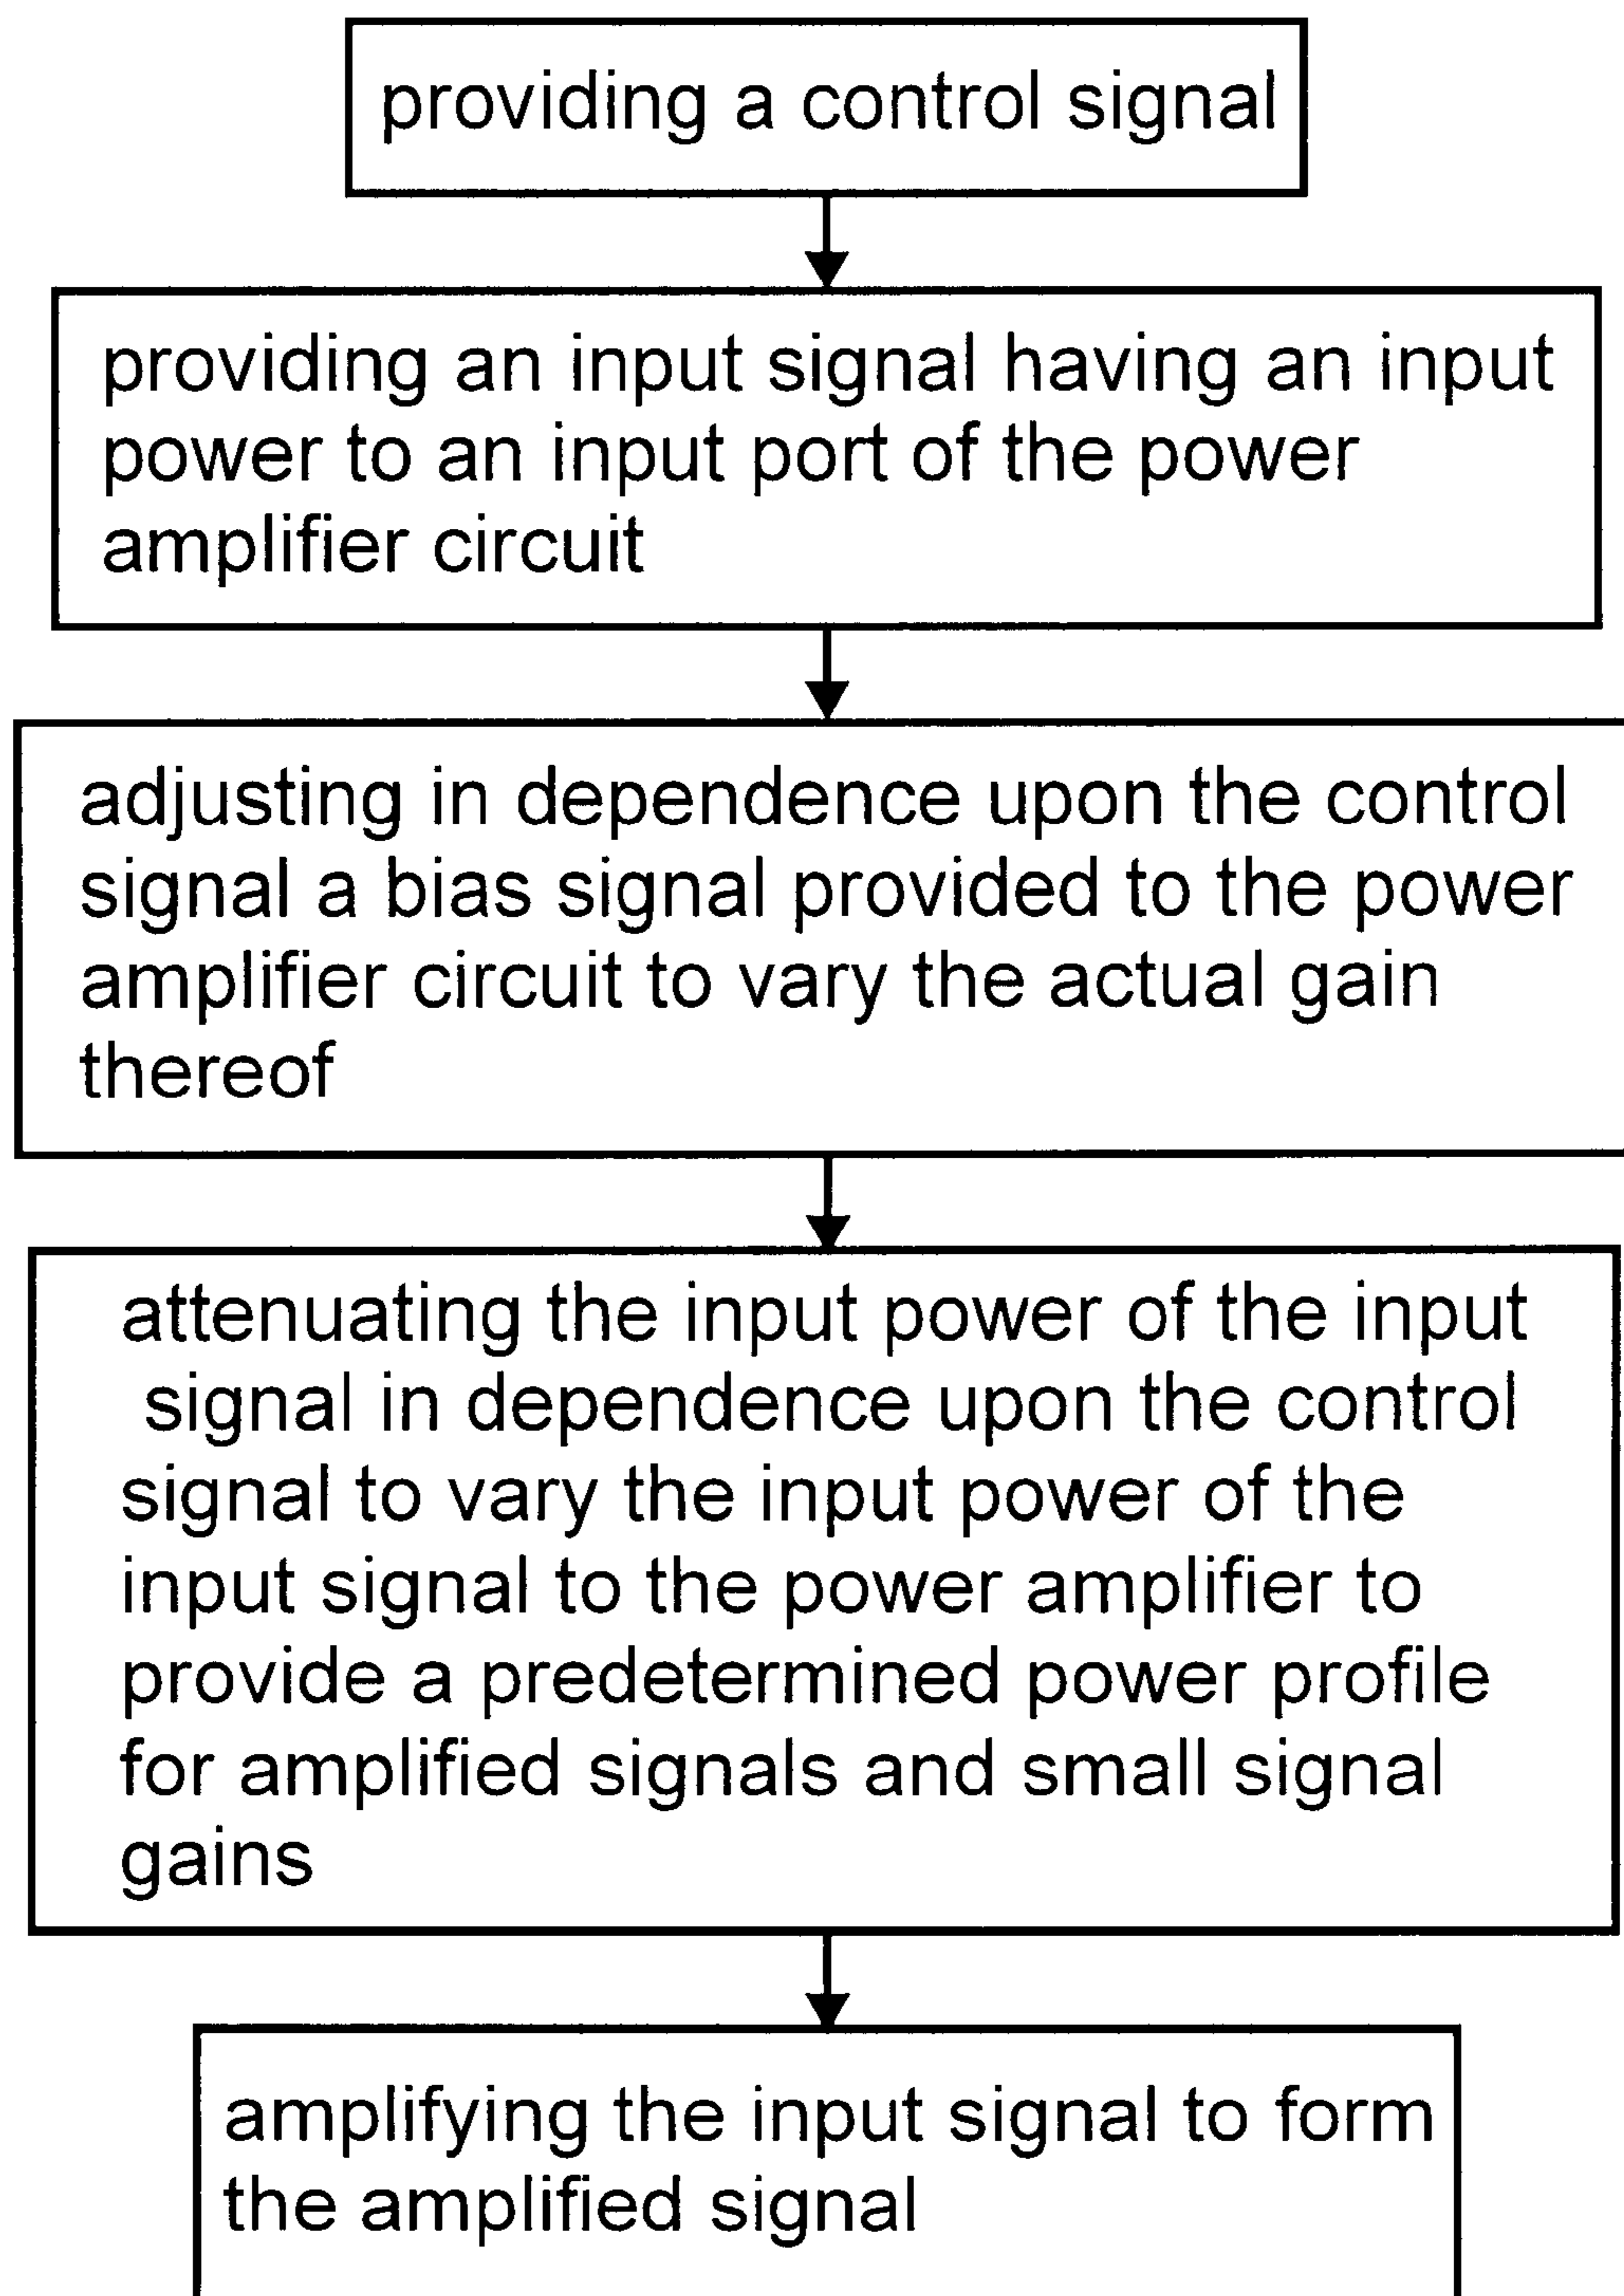 providing a control signal
providing an input signal having an input
power to an input port of the power
amplifier circuit
adjusting in dependence upon the control
signal a bias signal provided to the power
amplifier circuit to vary the actual gain
thereof
attenuating the input power of the input
signal in dependence upon the control
signal to vary the input power of the
input signal to the power amplifier to
provide a predetermined power profile
for amplified signals and small signal
gains
amplifying the input signal to form
the amplified signal